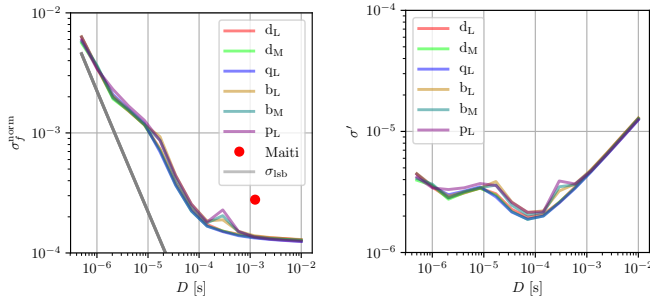 10⁻²
10⁻³
10⁻⁴
σ_f^norm
10⁻⁶ 10⁻⁵ 10⁻⁴ 10⁻³ 10⁻²
D [s]
d_L
d_M
q_L
b_L
b_M
p_L
Maiti
σ_lsb
10⁻⁴
10⁻⁵
10⁻⁶
σ′
10⁻⁶ 10⁻⁵ 10⁻⁴ 10⁻³ 10⁻²
D [s]
d_L
d_M
q_L
b_L
b_M
p_L